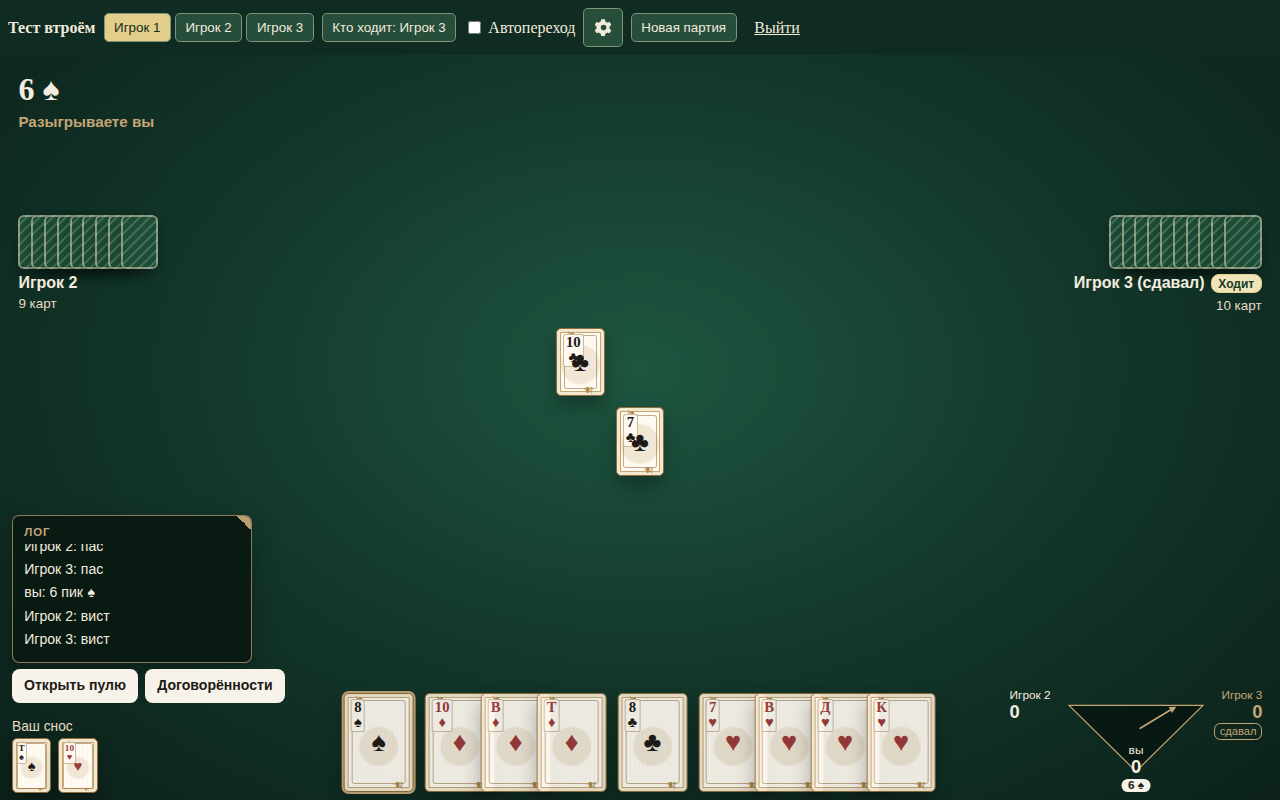 Тест втроём Игрок 1 Игрок 2 Игрок 3 Кто ходит: Игрок 3 Автопереход Новая партия Выйти
6 ♠
Разыгрываете вы
Игрок 2
9 карт
Игрок 3 (сдавал) Ходит
10 карт
10 ♣
7 ♣
ЛОГ
Игрок 2: пас
Игрок 3: пас
вы: 6 пик ♠
Игрок 2: вист
Игрок 3: вист
Открыть пулю Договорённости
Ваш снос
Т ♠ 10 ♥
8 ♠ 10 ♦ В ♦ Т ♦ 8 ♣ 7 ♥ В ♥ Д ♥ К ♥
Игрок 2
0
Игрок 3
0
сдавал
вы
0
6 ♠